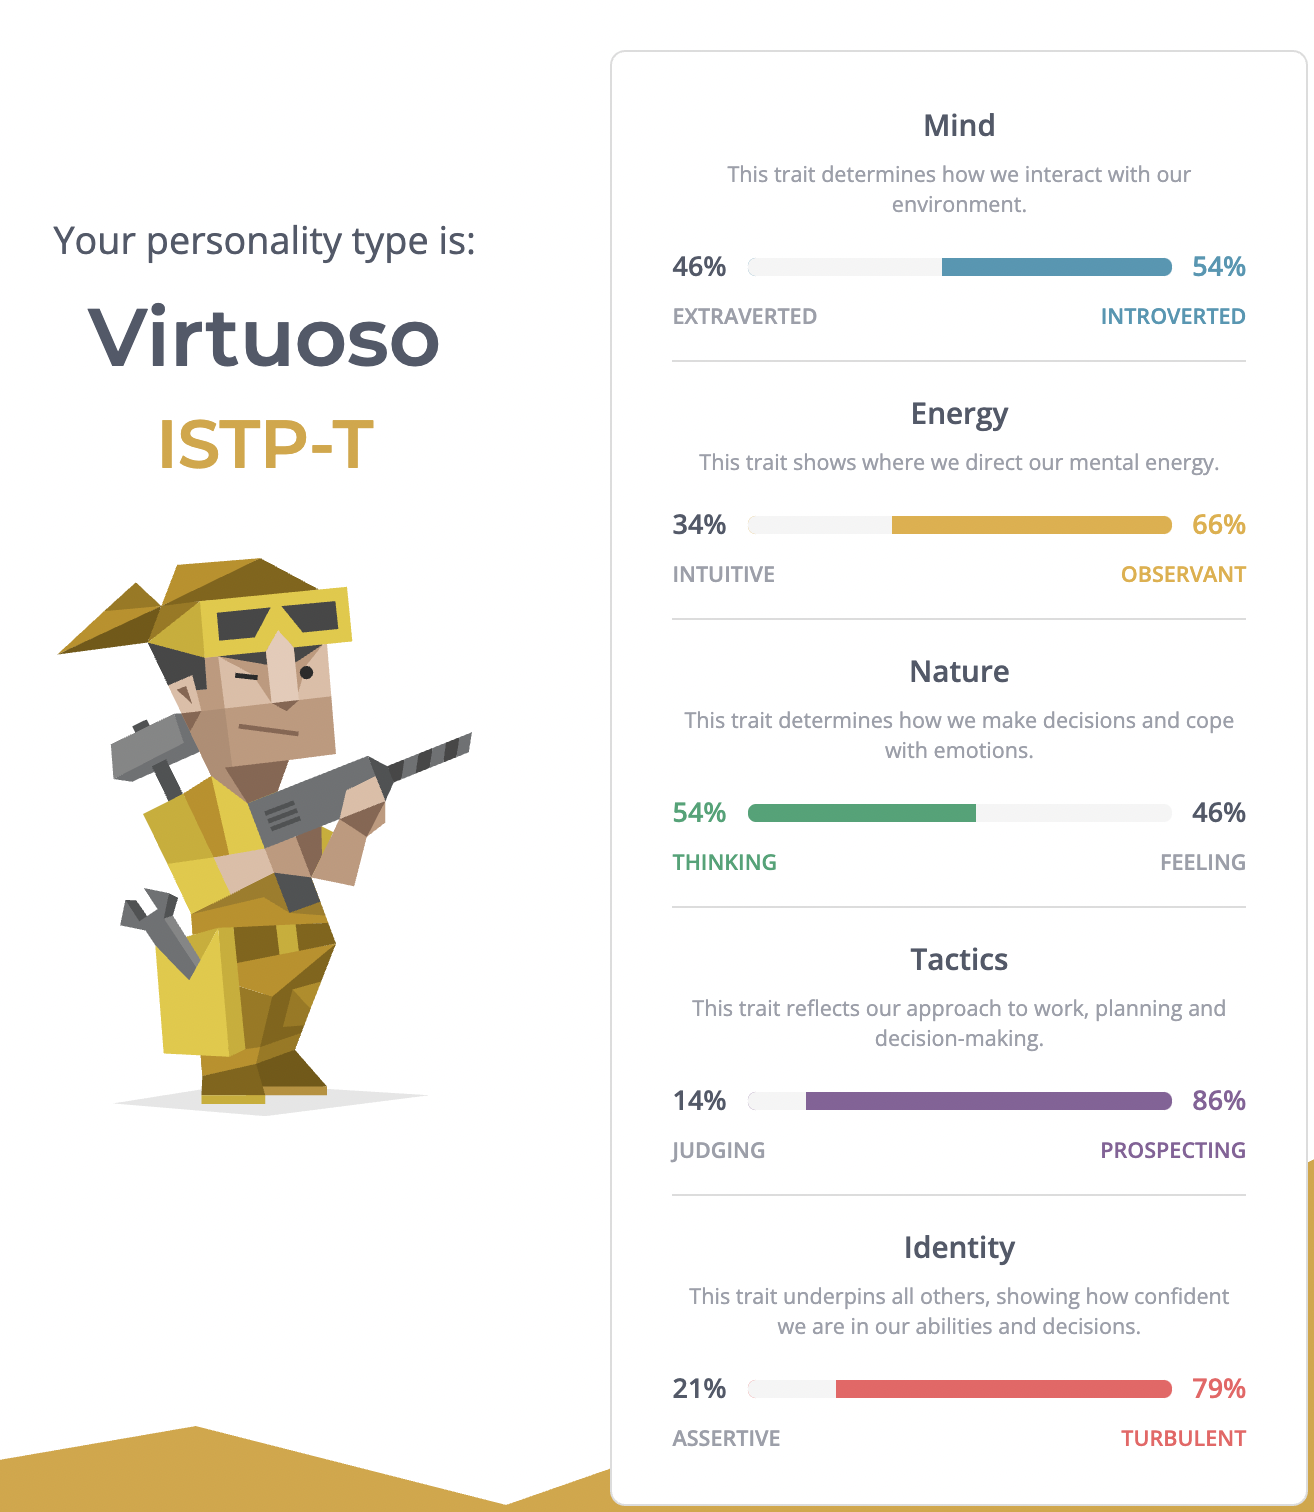 Your personality type is:
Virtuoso
ISTP-T
Mind
This trait determines how we interact with our
environment.
46% 54%
EXTRAVERTED INTROVERTED
Energy
This trait shows where we direct our mental energy.
34% 66%
INTUITIVE OBSERVANT
Nature
This trait determines how we make decisions and cope
with emotions.
54% 46%
THINKING FEELING
Tactics
This trait reflects our approach to work, planning and
decision-making.
14% 86%
JUDGING PROSPECTING
Identity
This trait underpins all others, showing how confident
we are in our abilities and decisions.
21% 79%
ASSERTIVE TURBULENT